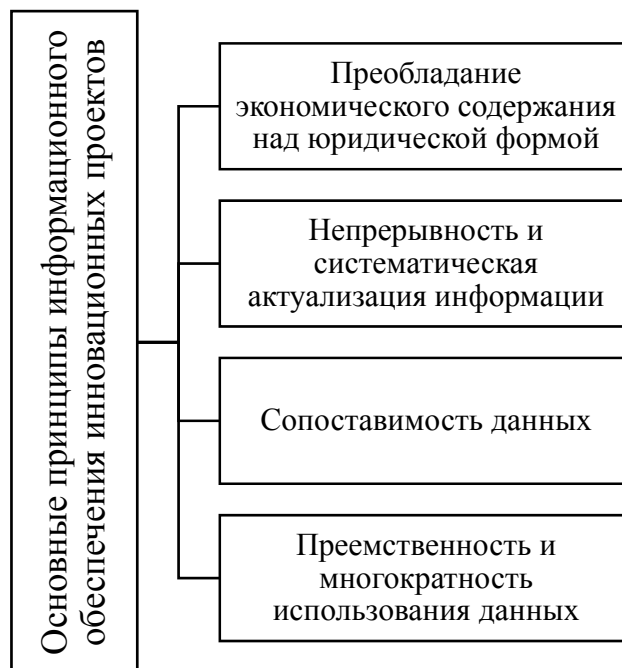 Основные принципы информационного
обеспечения инновационных проектов
Преобладание
экономического содержания
над юридической формой
Непрерывность и
систематическая
актуализация информации
Сопоставимость данных
Преемственность и
многократность
использования данных